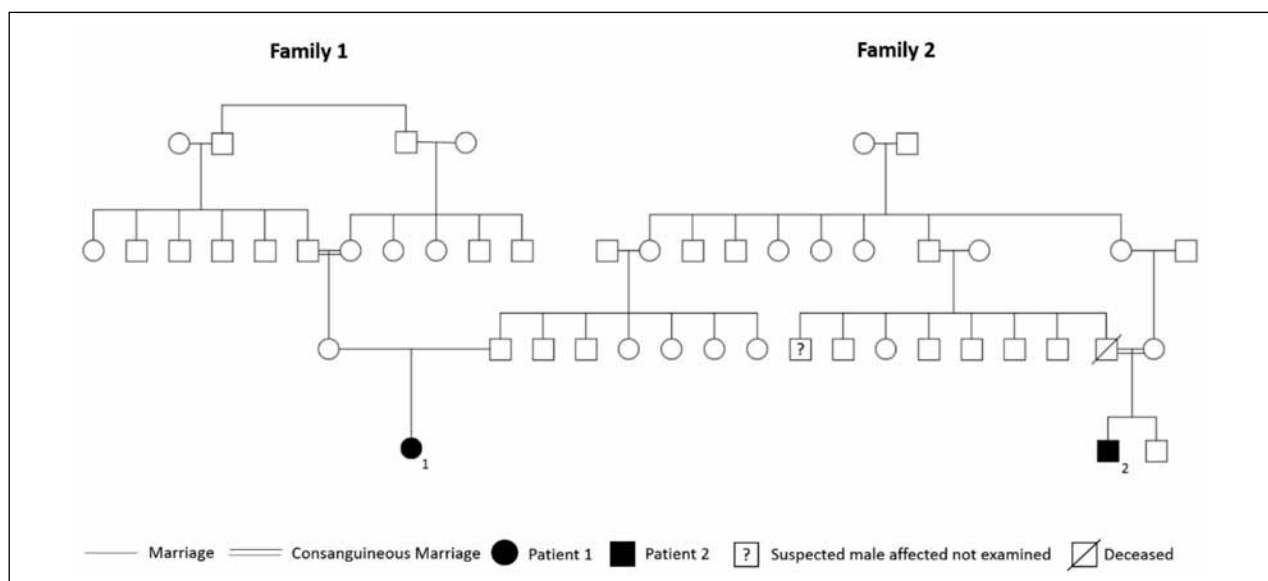 Family 1
Family 2
?
1
2
Marriage
Consanguineous Marriage
Patient 1
Patient 2
?
Suspected male affected not examined
Deceased